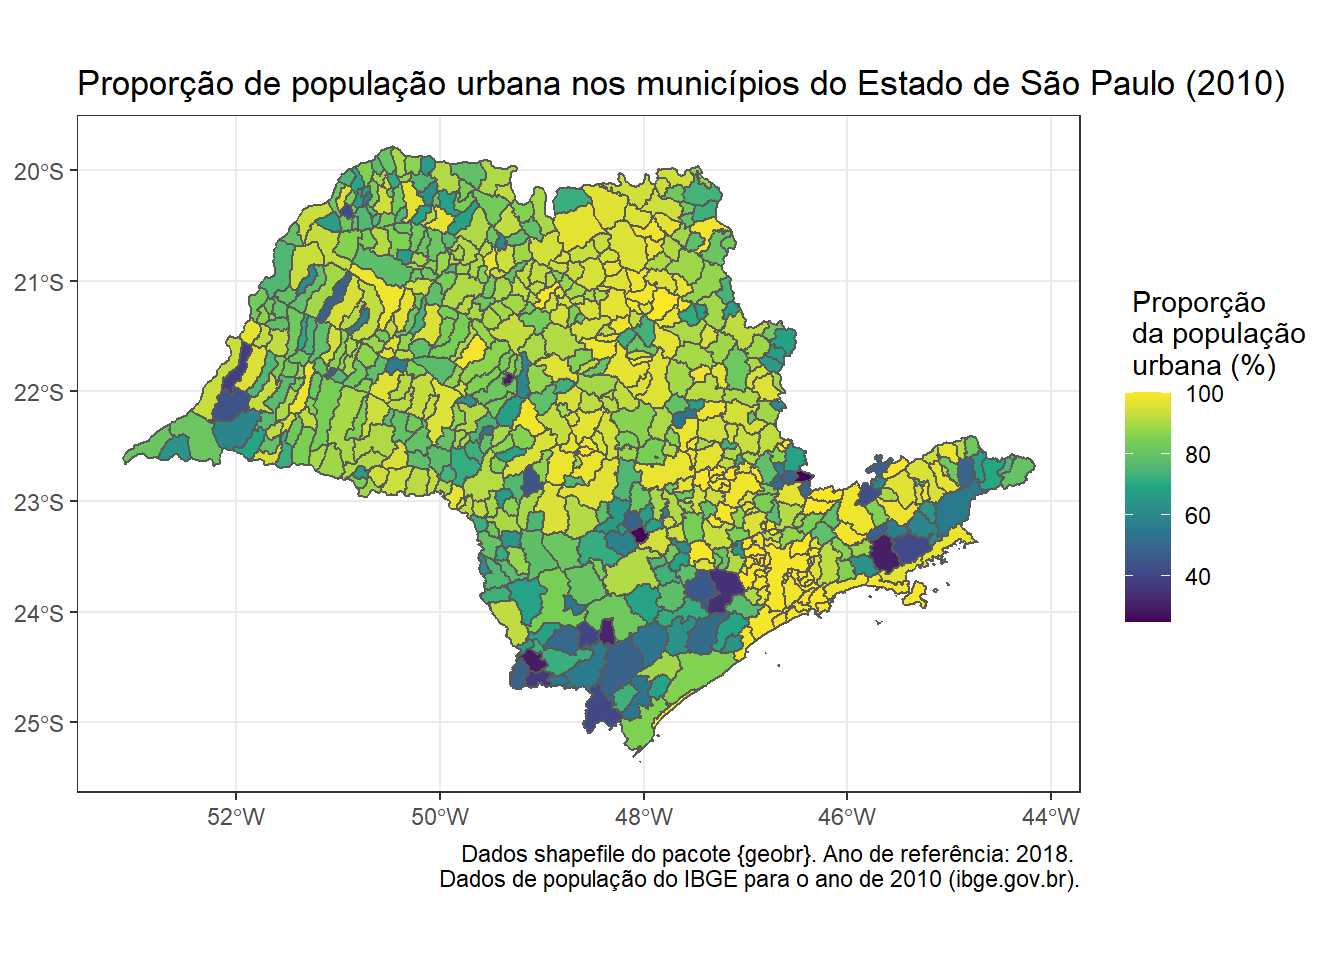 Proporção de população urbana nos municípios do Estado de São Paulo (2010)
20°S
21°S
22°S
23°S
24°S
25°S
52°W
50°W
48°W
46°W
44°W
Proporção
da população
urbana (%)
100
80
60
40
Dados shapefile do pacote {geobr}. Ano de referência: 2018.
Dados de população do IBGE para o ano de 2010 (ibge.gov.br).